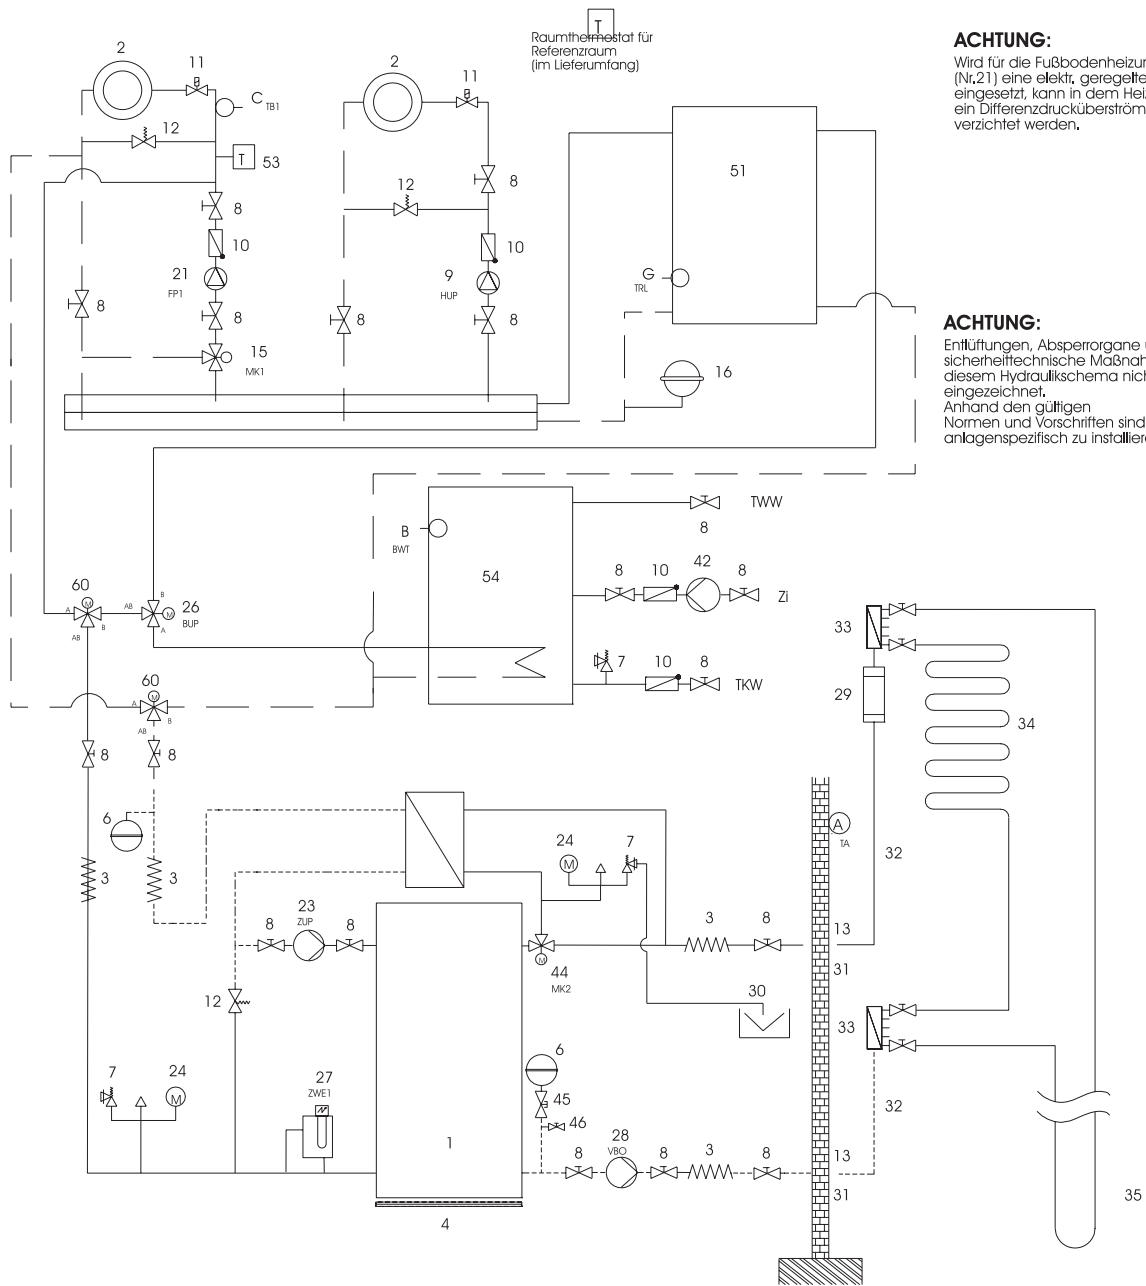 T
Raumthermostat für
Referenzraum
(im Lieferumfang)
ACHTUNG:
Wird für die Fußbodenheizun
(Nr.21) eine elektr. geregelte
eingesetzt, kann in dem Heiz
ein Differenzdrucküberström
verzichtet werden.
2
11
C TB1
12
T 53
8
10
21
FP1
8
8
15
MK1
2
11
8
12
10
9
HUP
8
8
51
G
TRL
16
ACHTUNG:
Entlüftungen, Absperrorgane u
sicherheittechnische Maßnah
diesem Hydraulikschema nich
eingezeichnet.
Anhand den gültigen
Normen und Vorschriften sind
anlagenspezifisch zu installiere
TWW
8
B
BWT
54
8 10 42 8
Zi
7 10 8
TKW
60
M
A
AB
B
AB
B
M
A
26
BUP
60
M
A
B
AB
8
8
6
3
3
33
29
34
A
TA
32
24
M
7
23
ZUP
8
8
3
8
13
31
44
M
MK2
12
30
33
6
45
46
7
24
M
27
ZWE1
1
28
VBO
8
8
3
8
13
31
32
35
4